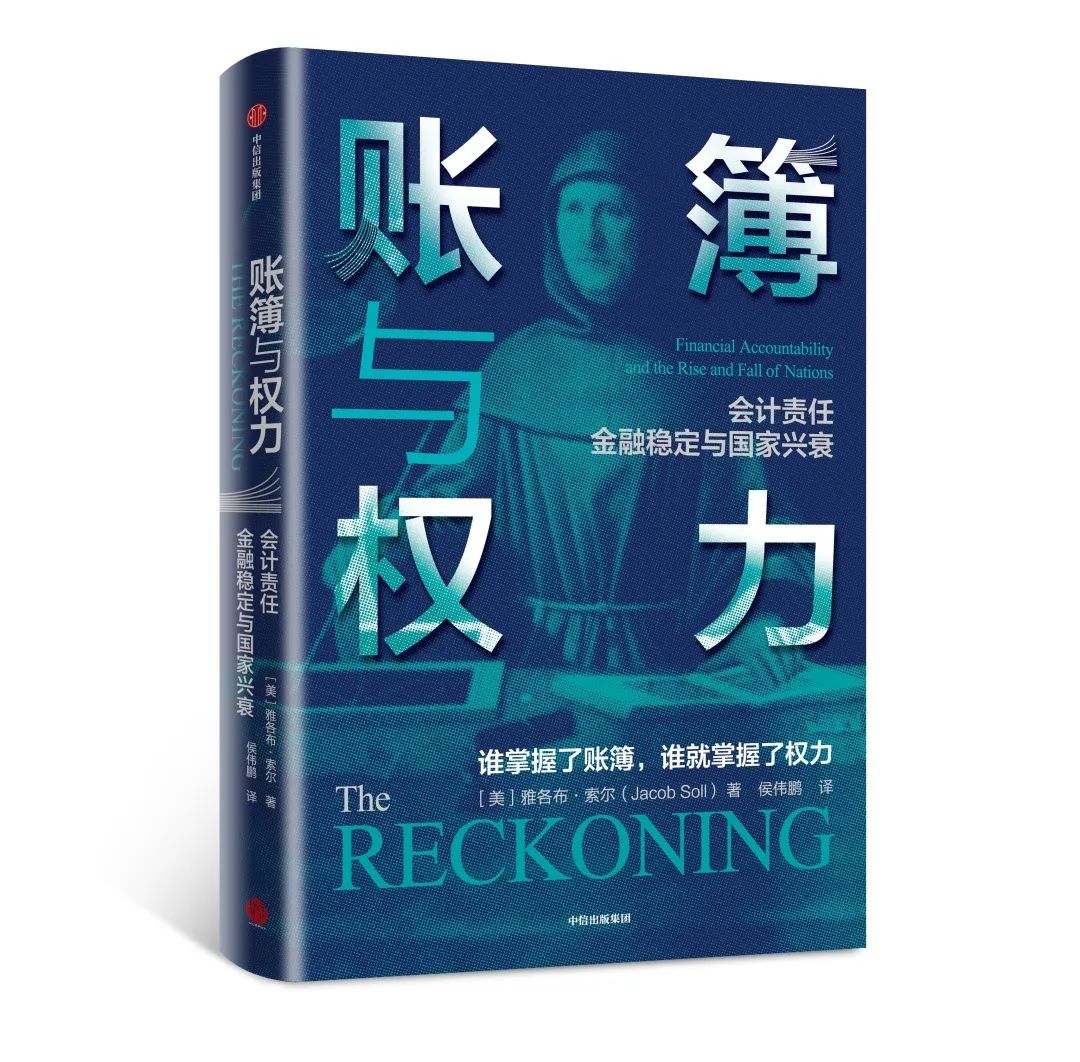 账簿
Financial Accountability
and the Rise and Fall of Nations
会计责任
金融稳定与国家兴衰
与
权力
谁掌握了账簿，谁就掌握了权力
［美］雅各布·索尔（Jacob Soll）著 侯伟鹏 译
The
RECKONING
中信出版集团
中信出版集团
账簿与权力
THE RECKONING
会计责任
金融稳定与国家兴衰
［美］雅各布·索尔 著
侯伟鹏 译